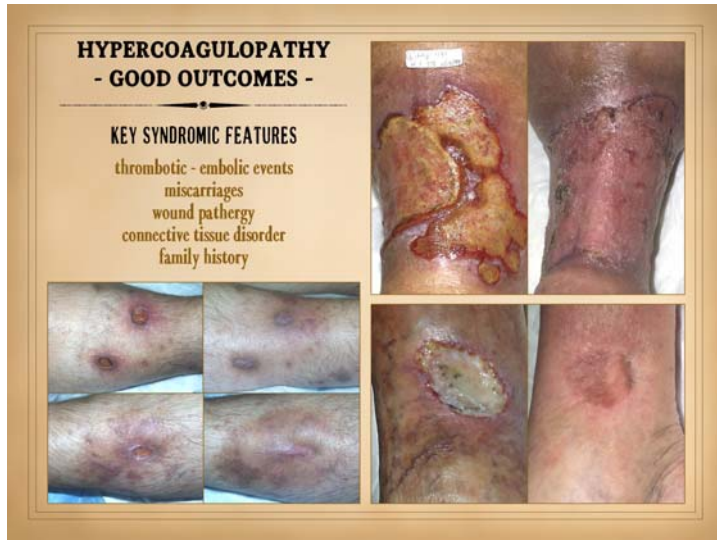 HYPERCOAGULOPATHY
- GOOD OUTCOMES -
KEY SYNDROMIC FEATURES
thrombotic - embolic events
miscarriages
wound pathergy
connective tissue disorder
family history